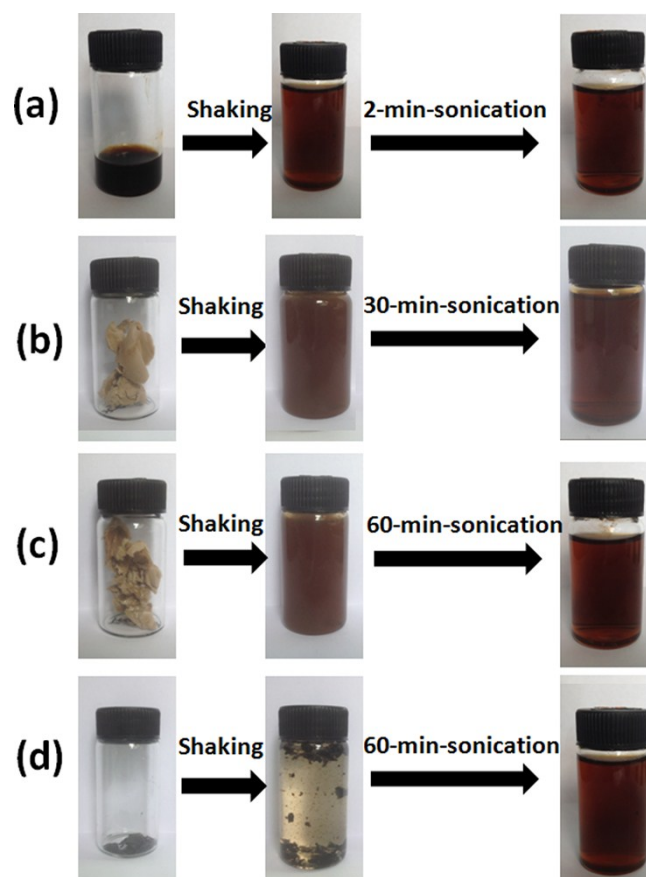 (a)
Shaking
2-min-sonication
(b)
Shaking
30-min-sonication
(c)
Shaking
60-min-sonication
(d)
Shaking
60-min-sonication